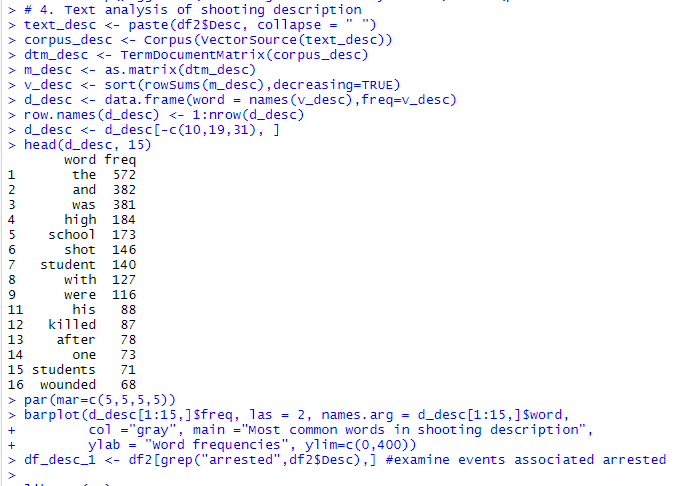 > # 4. Text analysis of shooting description
> text_desc <- paste(df2$Desc, collapse = " ")
> corpus_desc <- Corpus(VectorSource(text_desc))
> dtm_desc <- TermDocumentMatrix(corpus_desc)
> m_desc <- as.matrix(dtm_desc)
> v_desc <- sort(rowSums(m_desc),decreasing=TRUE)
> d_desc <- data.frame(word = names(v_desc),freq=v_desc)
> row.names(d_desc) <- 1:nrow(d_desc)
> d_desc <- d_desc[-c(10,19,31), ]
> head(d_desc, 15)
       word freq
1       the  572
2       and  382
3       was  381
4      high  184
5    school  173
6      shot  146
7   student  140
8      with  127
9      were  116
11      his   88
12   killed   87
13    after   78
14      one   73
15 students   71
16  wounded   68
> par(mar=c(5,5,5,5))
> barplot(d_desc[1:15,]$freq, las = 2, names.arg = d_desc[1:15,]$word,
+         col ="gray", main ="Most common words in shooting description",
+         ylab = "Word frequencies", ylim=c(0,400))
> df_desc_1 <- df2[grep("arrested",df2$Desc),] #examine events associated arrested
>